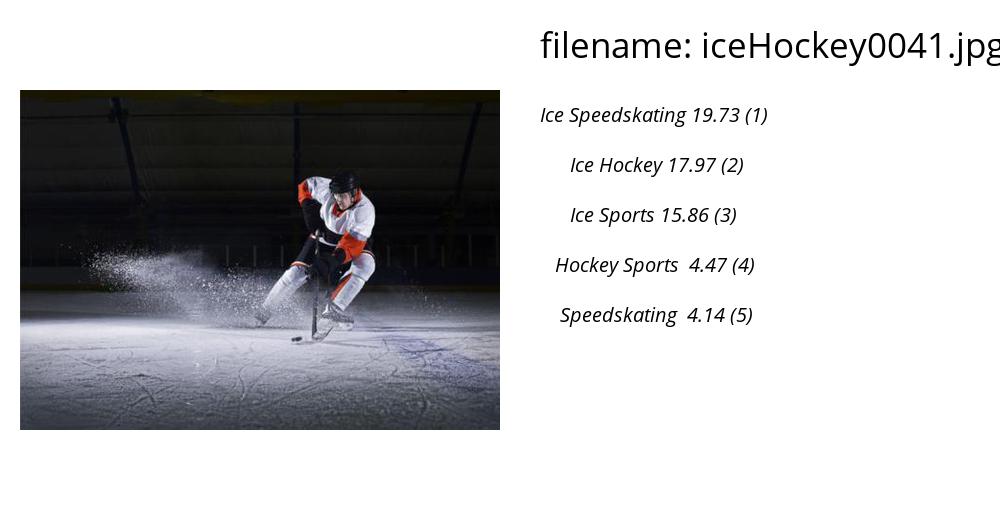 filename: iceHockey0041.jpg
Ice Speedskating 19.73 (1)
Ice Hockey 17.97 (2)
Ice Sports 15.86 (3)
Hockey Sports 4.47 (4)
Speedskating 4.14 (5)